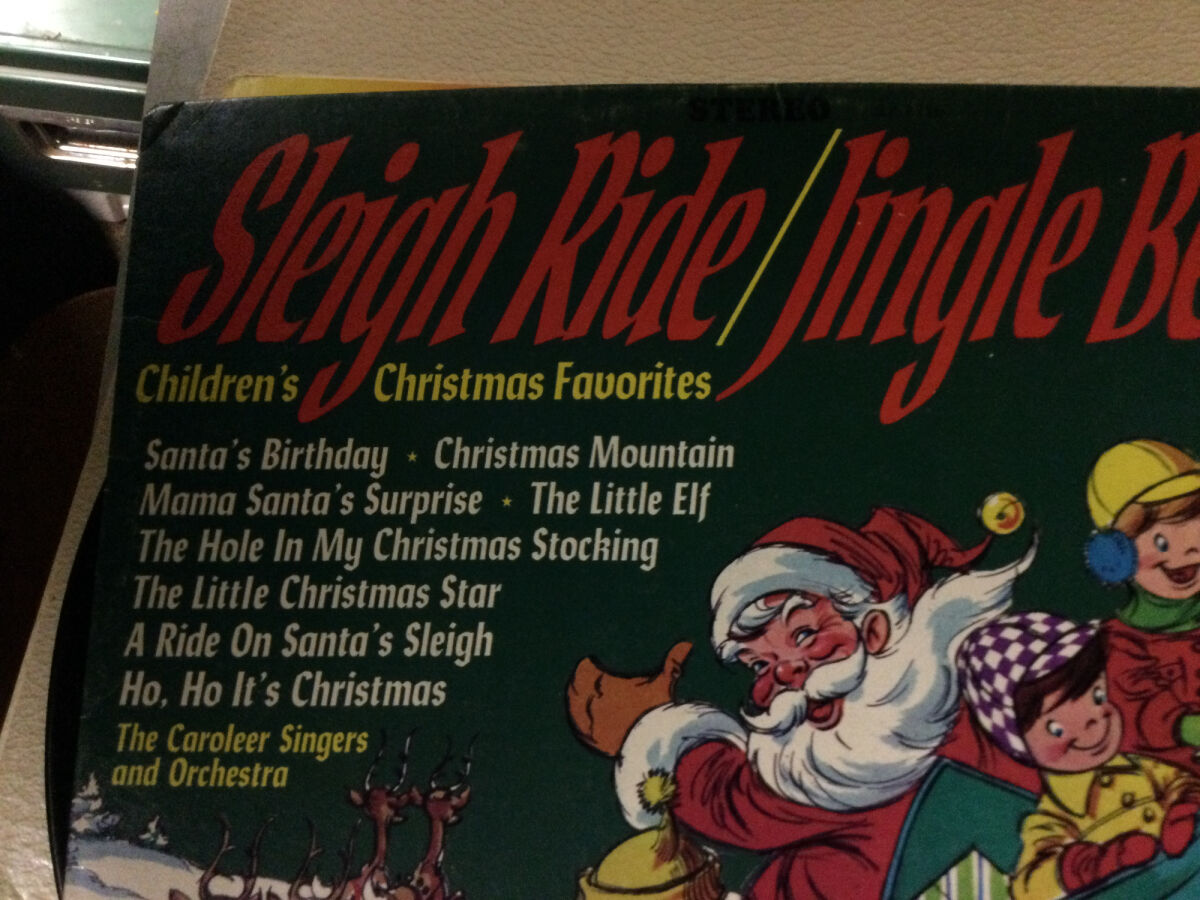 STEREO
Sleigh Ride / Jingle Be
Children's Christmas Favorites
Santa's Birthday ★ Christmas Mountain
Mama Santa's Surprise ★ The Little Elf
The Hole In My Christmas Stocking
The Little Christmas Star
A Ride On Santa's Sleigh
Ho, Ho It's Christmas
The Caroleer Singers
and Orchestra